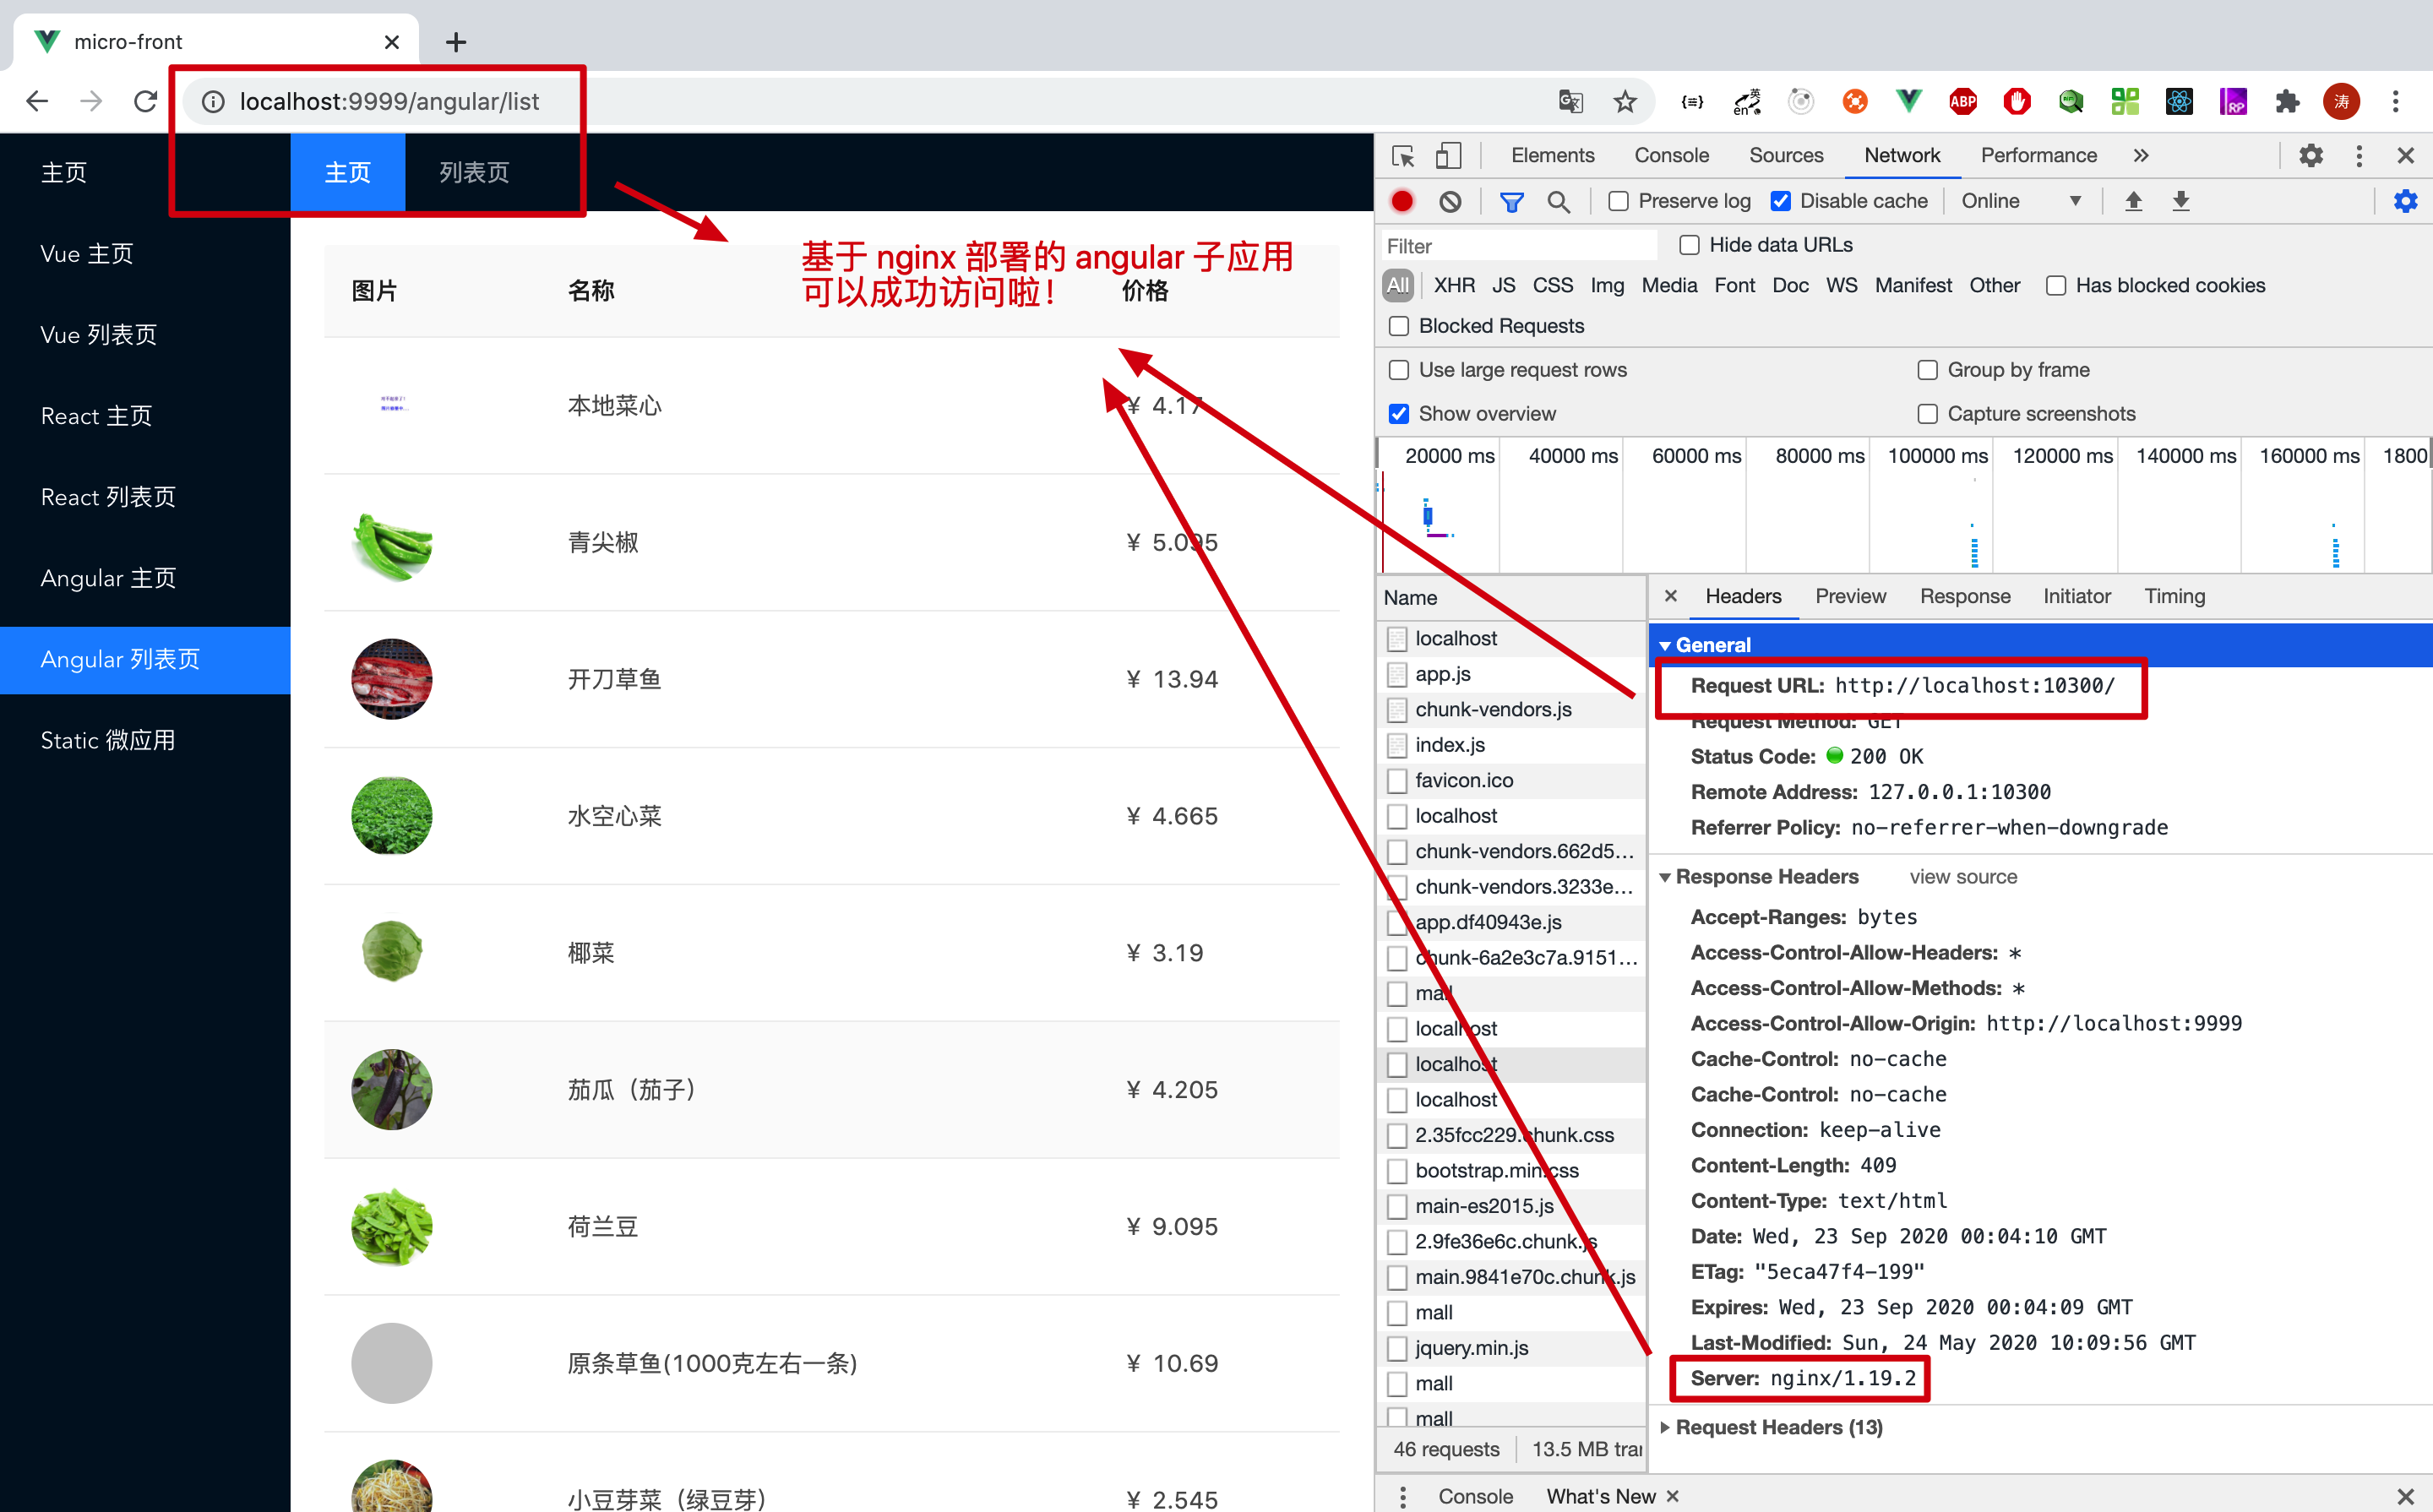 micro-front
localhost:9999/angular/list
ABP
RP
涛
主页
Vue 主页
Vue 列表页
React 主页
React 列表页
Angular 主页
Angular 列表页
Static 微应用
主页 列表页
基于 nginx 部署的 angular 子应用
可以成功访问啦！
图片 名称 价格
本地菜心 ¥ 4.17
青尖椒 ¥ 5.095
开刀草鱼 ¥ 13.94
水空心菜 ¥ 4.665
椰菜 ¥ 3.19
茄瓜（茄子） ¥ 4.205
荷兰豆 ¥ 9.095
原条草鱼(1000克左右一条) ¥ 10.69
小豆芽菜（绿豆芽） ¥ 2.545
Elements Console Sources Network Performance
Preserve log Disable cache Online
Filter Hide data URLs
All XHR JS CSS Img Media Font Doc WS Manifest Other Has blocked cookies
Blocked Requests
Use large request rows Group by frame
Show overview Capture screenshots
20000 ms 40000 ms 60000 ms 80000 ms 100000 ms 120000 ms 140000 ms 160000 ms 1800
Name
localhost
app.js
chunk-vendors.js
index.js
favicon.ico
localhost
chunk-vendors.662d5…
chunk-vendors.3233e…
app.df40943e.js
chunk-6a2e3c7a.9151…
mall
localhost
localhost
localhost
2.35fcc229.chunk.css
bootstrap.min.css
main-es2015.js
2.9fe36e6c.chunk.js
main.9841e70c.chunk.js
mall
jquery.min.js
mall
mall
46 requests 13.5 MB trar
Headers Preview Response Initiator Timing
General
Request URL: http://localhost:10300/
Request Method: GET
Status Code: 200 OK
Remote Address: 127.0.0.1:10300
Referrer Policy: no-referrer-when-downgrade
Response Headers view source
Accept-Ranges: bytes
Access-Control-Allow-Headers: *
Access-Control-Allow-Methods: *
Access-Control-Allow-Origin: http://localhost:9999
Cache-Control: no-cache
Cache-Control: no-cache
Connection: keep-alive
Content-Length: 409
Content-Type: text/html
Date: Wed, 23 Sep 2020 00:04:10 GMT
ETag: "5eca47f4-199"
Expires: Wed, 23 Sep 2020 00:04:09 GMT
Last-Modified: Sun, 24 May 2020 10:09:56 GMT
Server: nginx/1.19.2
Request Headers (13)
Console What's New